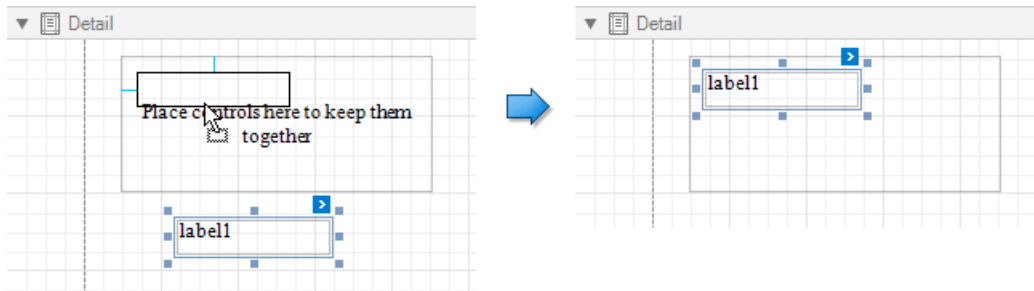 Detail
Place controls here to keep them
together
label1
Detail
label1